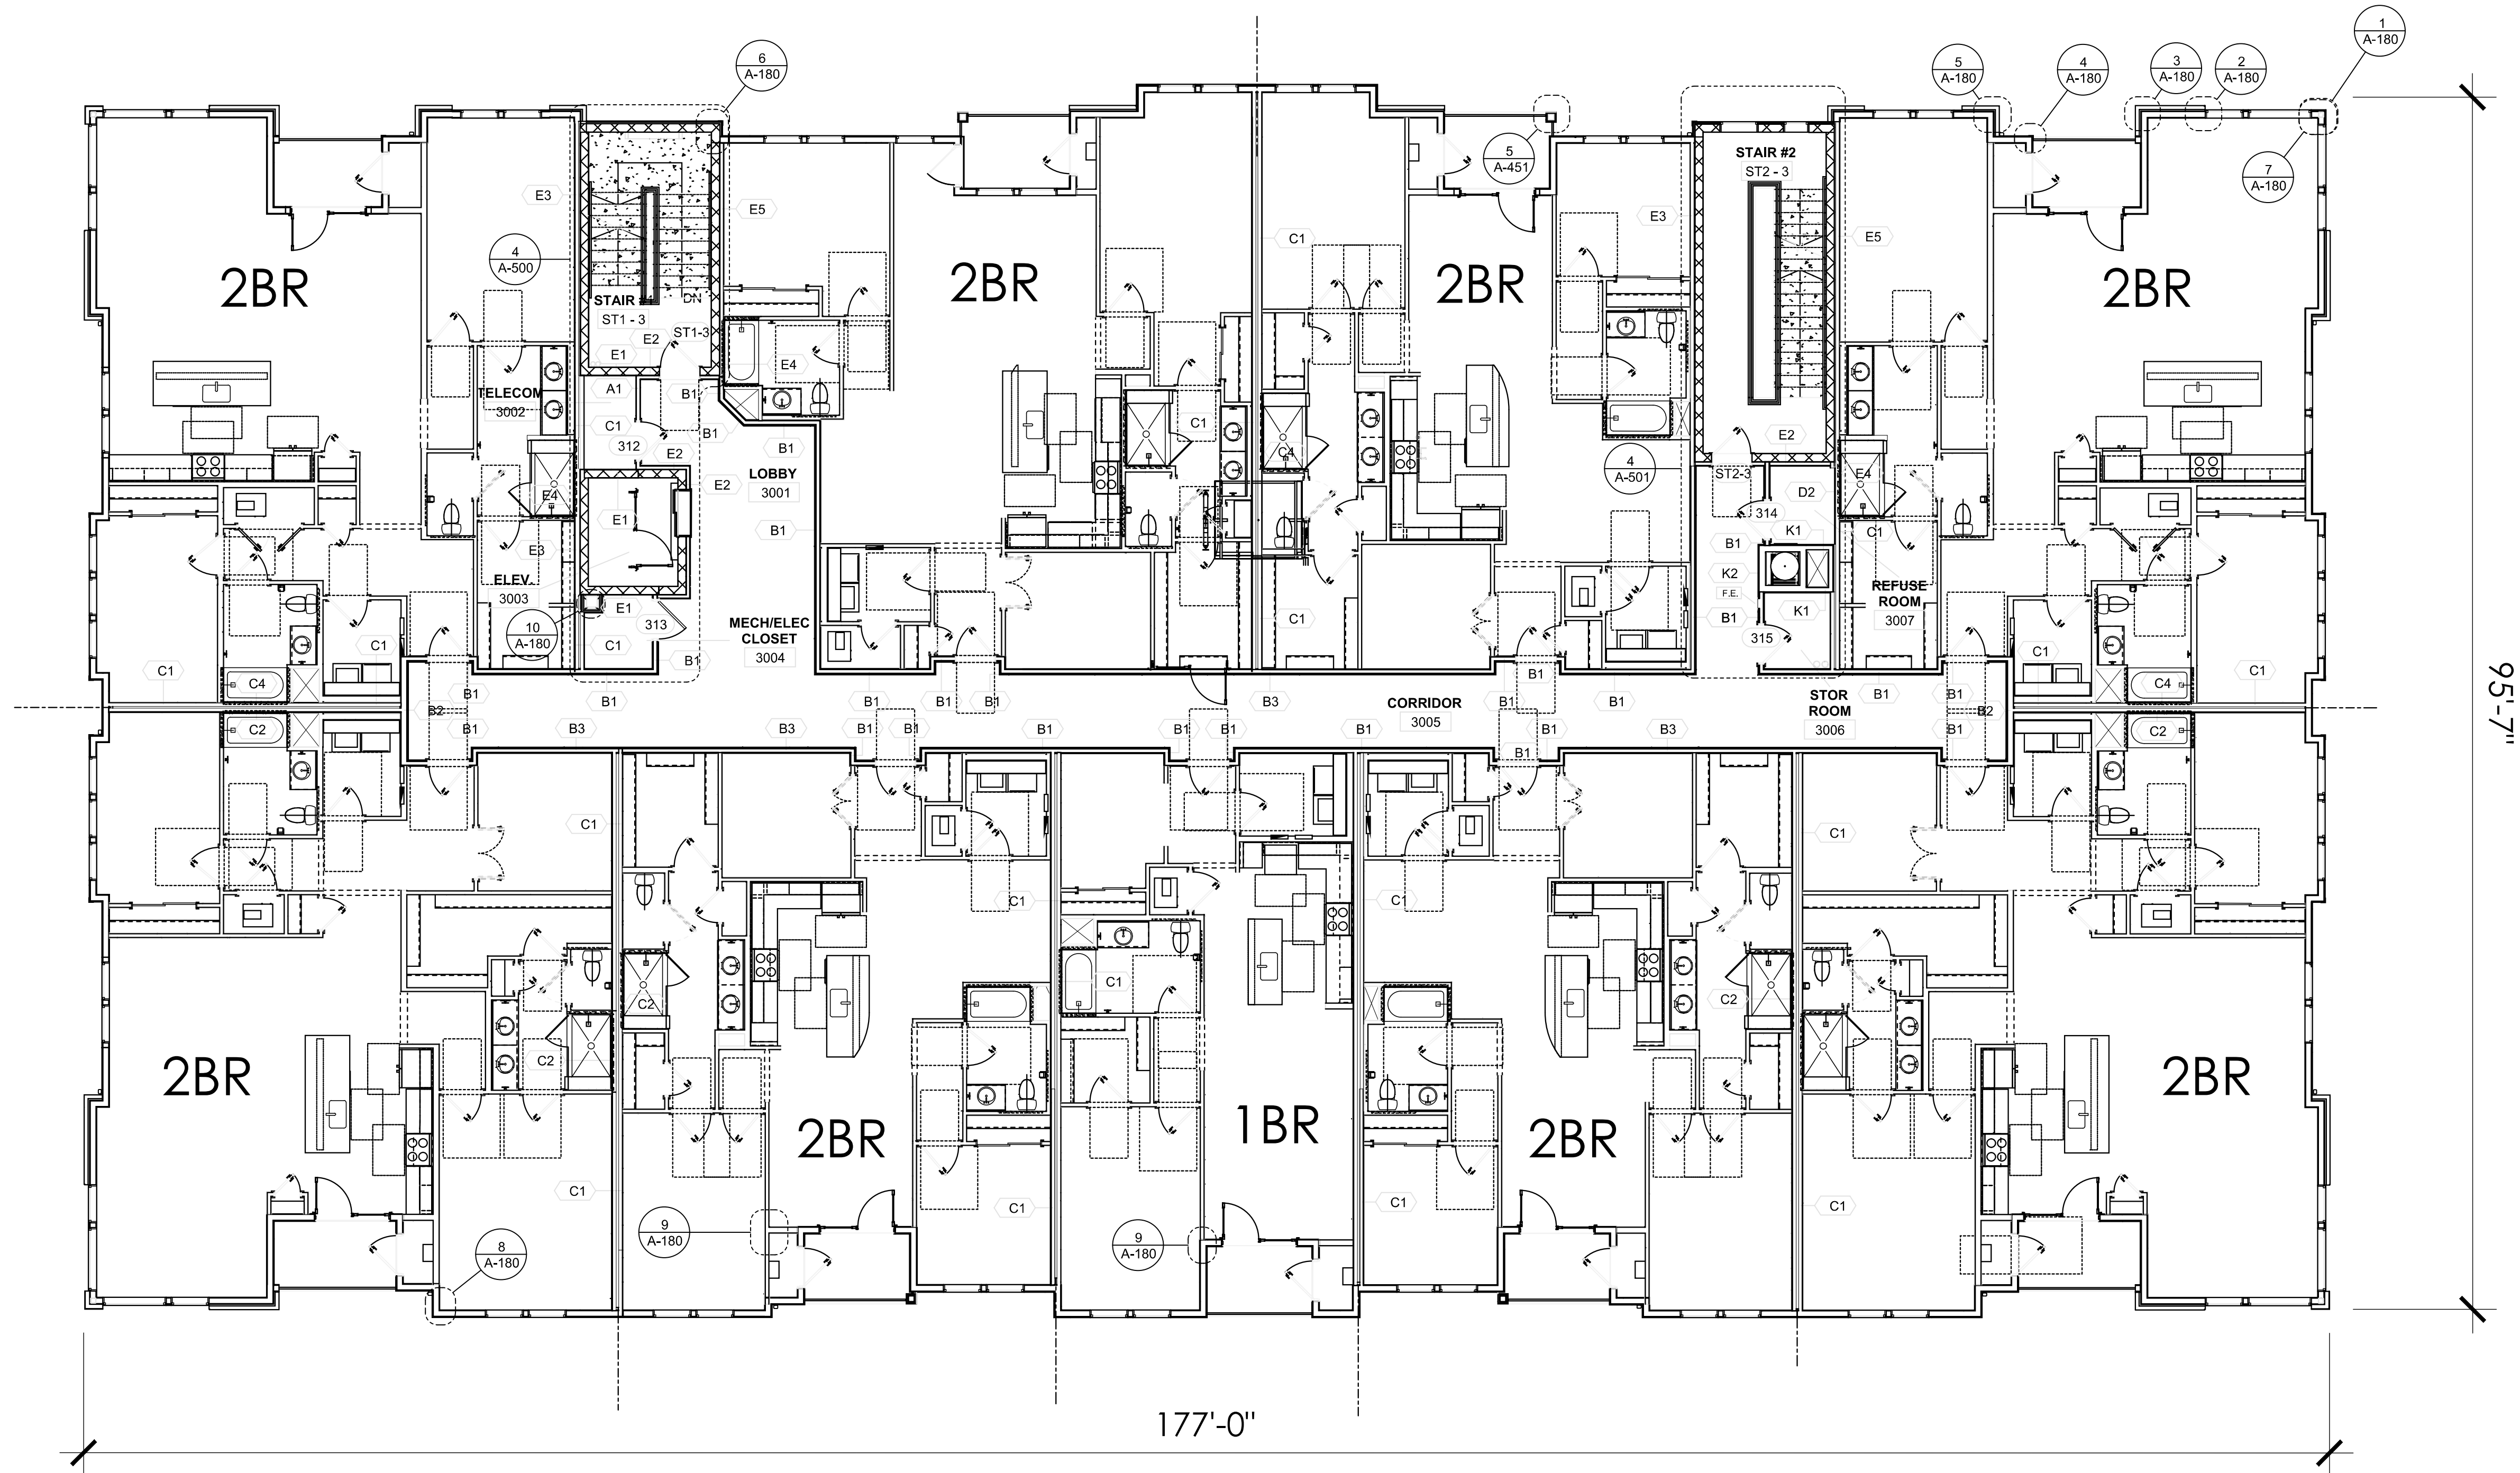 1
A-180
6
A-180
5
A-180
4
A-180
3
A-180
2
A-180
5
A-451
7
A-180
STAIR #2
ST2 - 3
E3
E5
E3
E5
C1
4
A-500
2BR
2BR
2BR
2BR
STAIR #1
DN
ST1 - 3
ST1-3
E2
E1
E4
TELECOM
3002
A1
B1
C1
312
B1
B1
E2
C1
C4
E2
4
A-501
ST2-3
E4
D2
LOBBY
3001
E2
E4
E1
B1
314
K1
C1
B1
E3
ELEV.
3003
K2
F.E.
REFUSE
ROOM
3007
E1
10
A-180
313
MECH/ELEC
CLOSET
3004
C1
K1
B1
315
C1
C1
B1
C1
C1
C1
C4
B1
B2
B1
B1
B1
B1
B3
CORRIDOR
3005
B1
B1
B1
STOR
ROOM
3006
B1
B1
B2
C4
C2
B1
B3
B3
B1
B1
B1
B1
B1
B1
B1
B1
B3
B1
C2
95'-7"
C1
C1
C1
C1
C2
C1
C2
C2
2BR
2BR
1BR
2BR
2BR
C1
C1
C1
C1
8
A-180
9
A-180
9
A-180
177'-0"